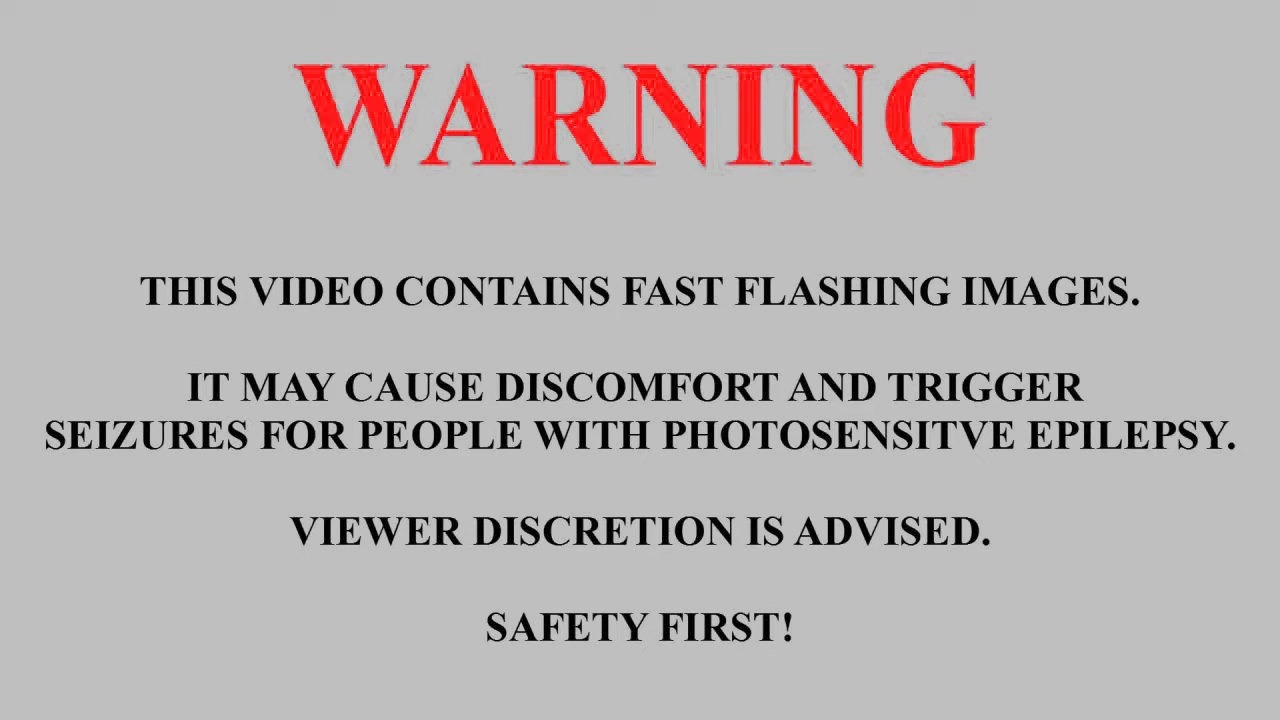 WARNING
THIS VIDEO CONTAINS FAST FLASHING IMAGES.
IT MAY CAUSE DISCOMFORT AND TRIGGER
SEIZURES FOR PEOPLE WITH PHOTOSENSITVE EPILEPSY.
VIEWER DISCRETION IS ADVISED.
SAFETY FIRST!